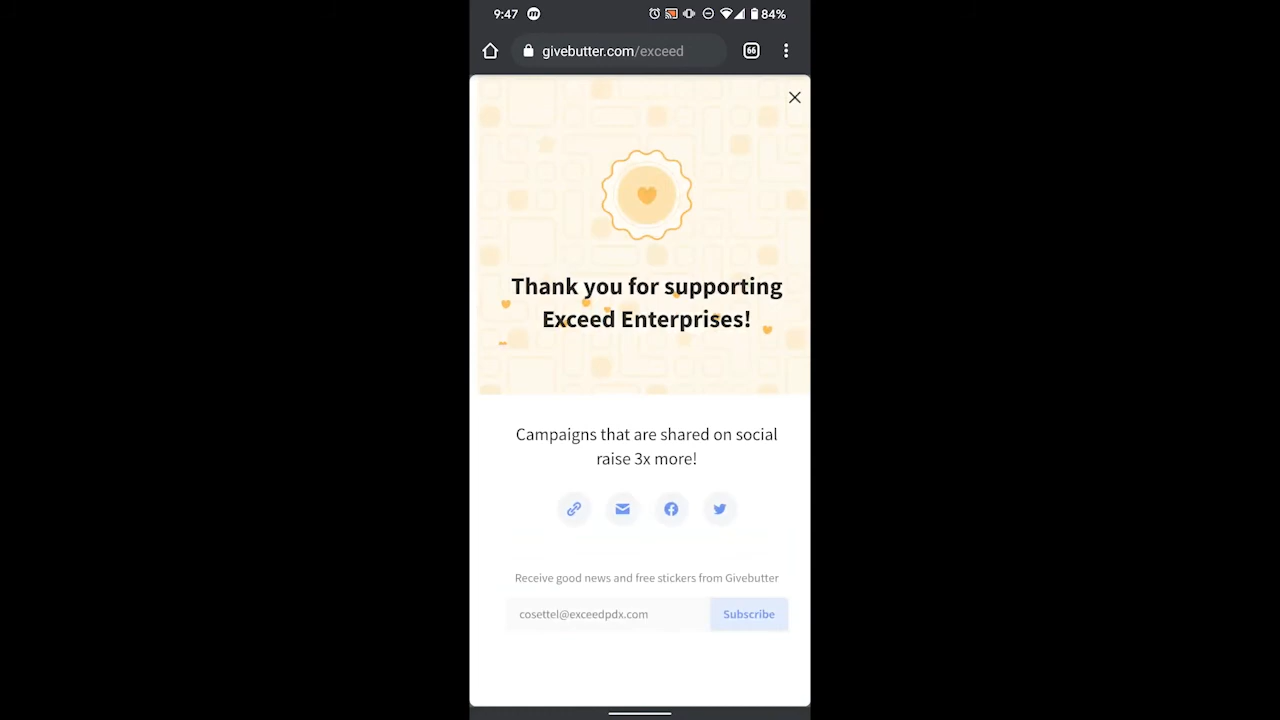 9:47
84%
givebutter.com/exceed
66
Thank you for supporting
Exceed Enterprises!
Campaigns that are shared on social
raise 3x more!
Receive good news and free stickers from Givebutter
cosettel@exceedpdx.com
Subscribe